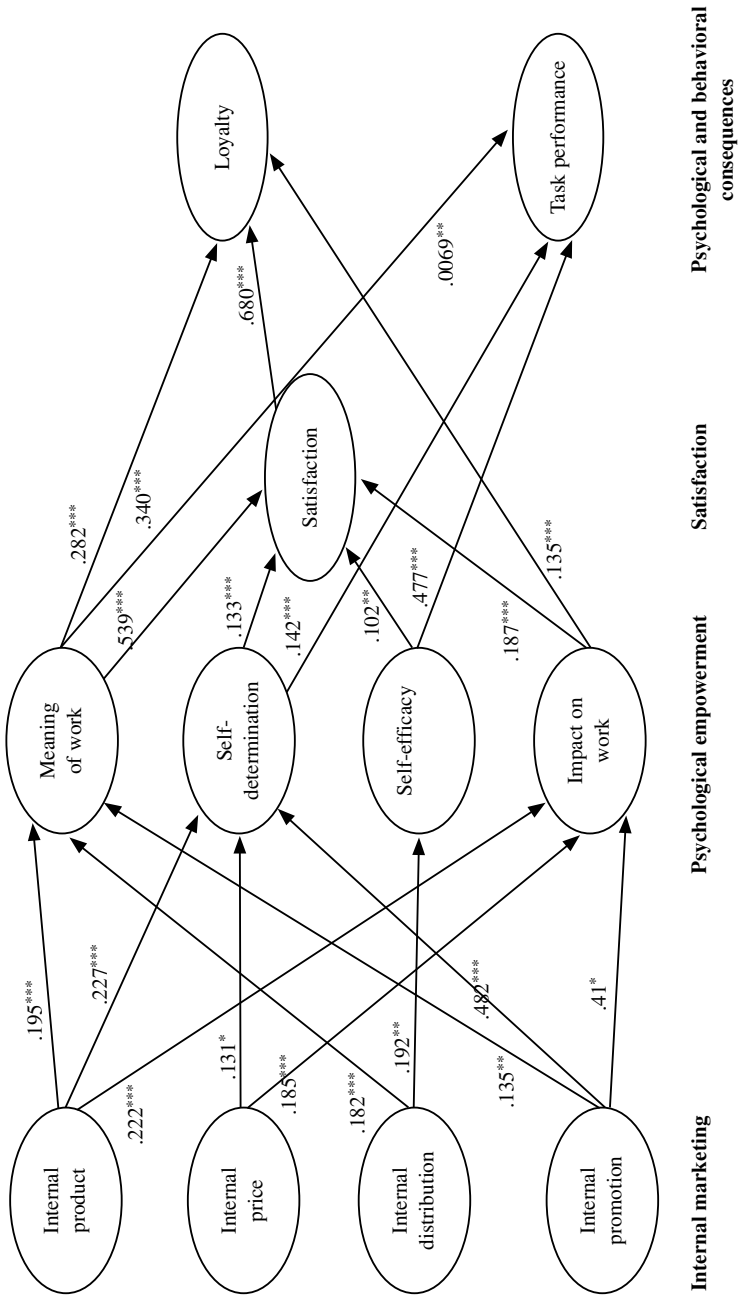 Internal
product
Internal
price
Internal
distribution
Internal
promotion
Internal marketing
.195***
.227***
.222***
.131*
.185***
.182***
.192**
.135**
.482***
.41*
Meaning
of work
Self-
determination
Self-efficacy
Impact on
work
Psychological empowerment
.282***
.340***
.539***
.133***
.142***
.102**
.477***
.187***
.135***
Satisfaction
Satisfaction
.680***
.0069**
Loyalty
Task performance
Psychological and behavioral
consequences